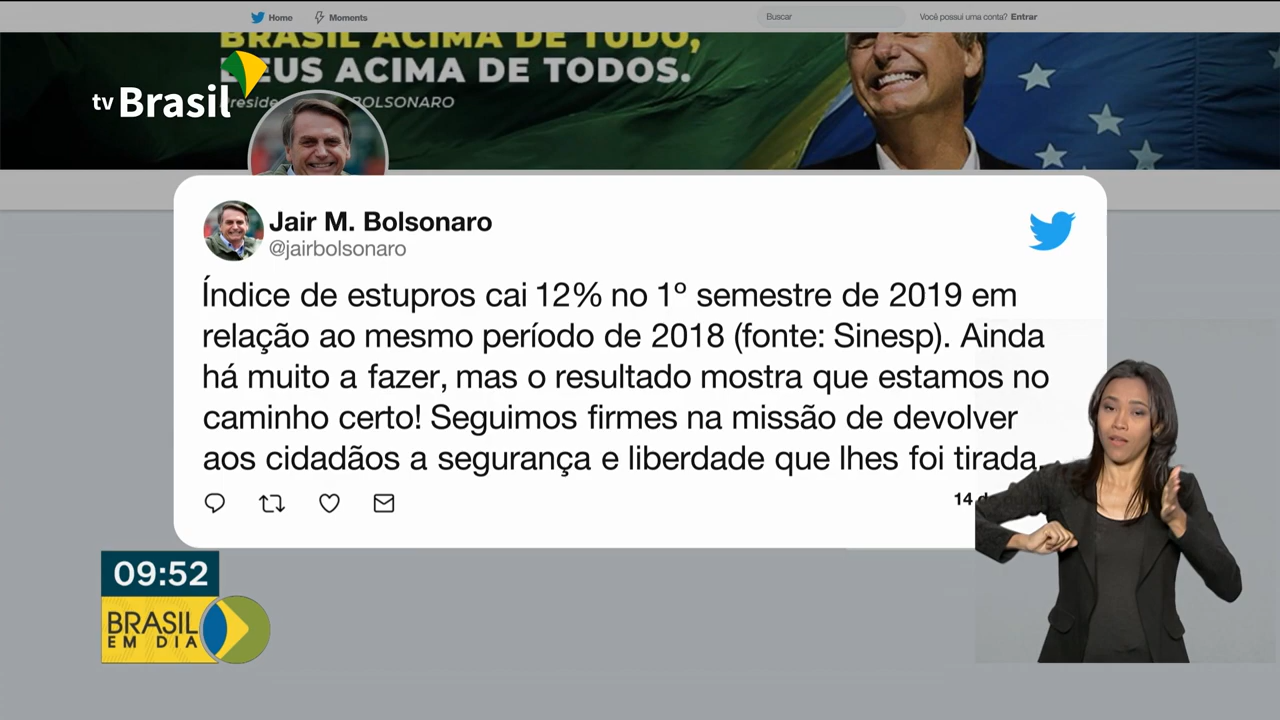 Home Moments Buscar Você possui uma conta? Entrar
BRASIL ACIMA DE TUDO,
DEUS ACIMA DE TODOS.
BOLSONARO
tv Brasil
Jair M. Bolsonaro
@jairbolsonaro
Índice de estupros cai 12% no 1º semestre de 2019 em
relação ao mesmo período de 2018 (fonte: Sinesp). Ainda
há muito a fazer, mas o resultado mostra que estamos no
caminho certo! Seguimos firmes na missão de devolver
aos cidadãos a segurança e liberdade que lhes foi tirada.
14
09:52
BRASIL
EM DIA